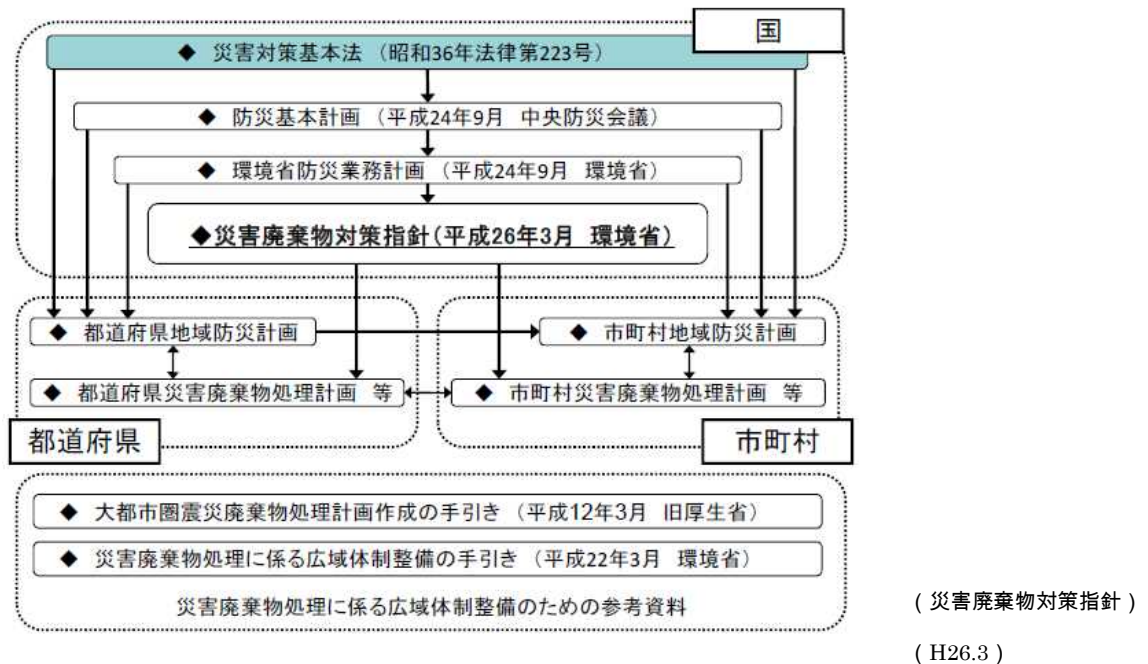 国
◆ 災害対策基本法 （昭和36年法律第223号）
◆ 防災基本計画 （平成24年9月 中央防災会議）
◆ 環境省防災業務計画 （平成24年9月 環境省）
◆災害廃棄物対策指針（平成26年3月 環境省）
◆ 都道府県地域防災計画
◆ 市町村地域防災計画
◆ 都道府県災害廃棄物処理計画 等
◆ 市町村災害廃棄物処理計画 等
都道府県
市町村
◆ 大都市圏震災廃棄物処理計画作成の手引き （平成12年3月 旧厚生省）
◆ 災害廃棄物処理に係る広域体制整備の手引き （平成22年3月 環境省）
災害廃棄物処理に係る広域体制整備のための参考資料
（災害廃棄物対策指針）
（H26.3）